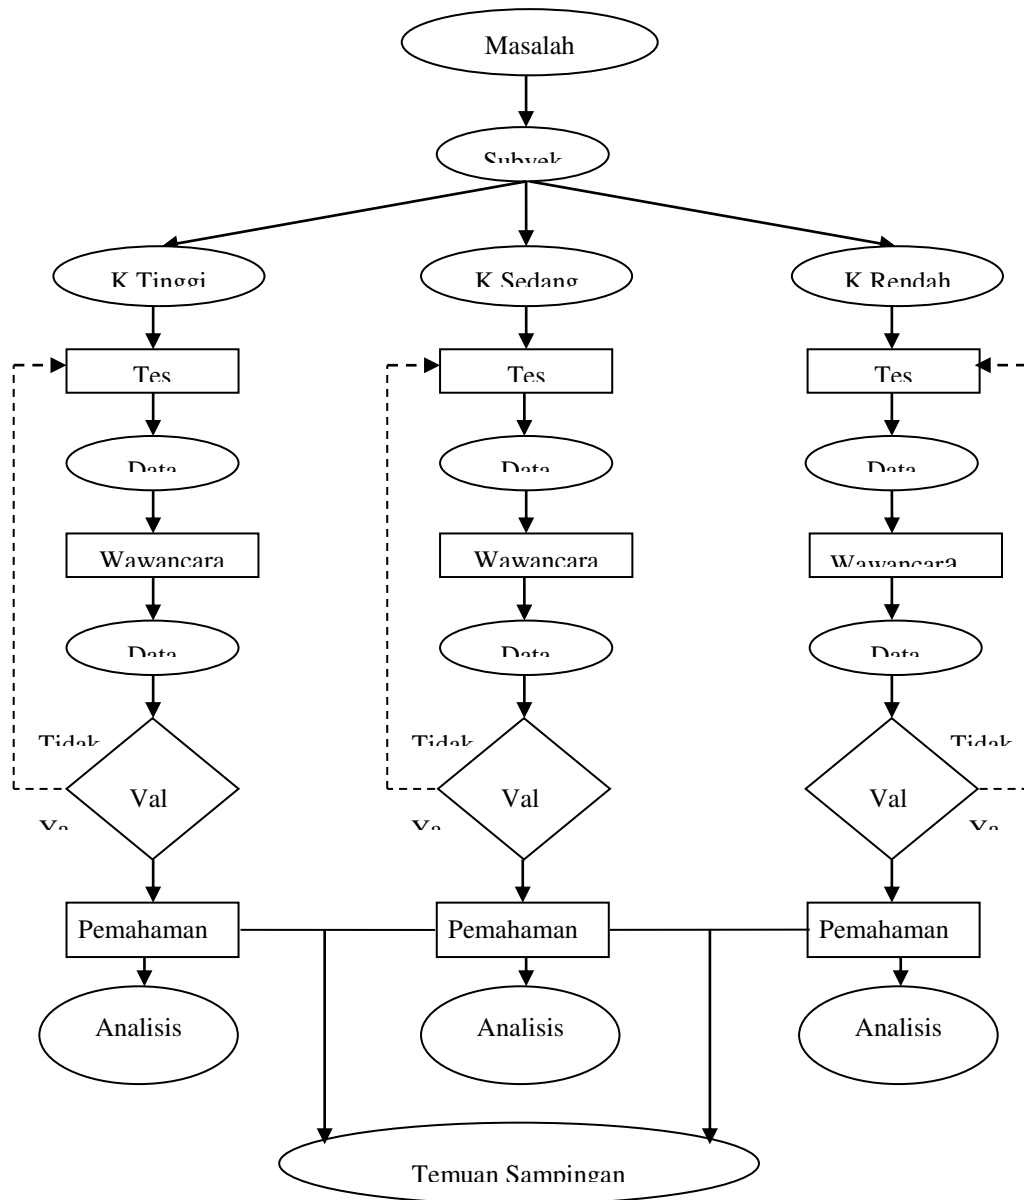 Masalah
Subyek
K Tinggi
K Sedang
K Rendah
Tes
Tes
Tes
Data
Data
Data
Wawancara
Wawancara
Wawancara
Data
Data
Data
Tidak
Tidak
Tidak
Val
Val
Val
Ya
Ya
Ya
Pemahaman
Pemahaman
Pemahaman
Analisis
Analisis
Analisis
Temuan Sampingan